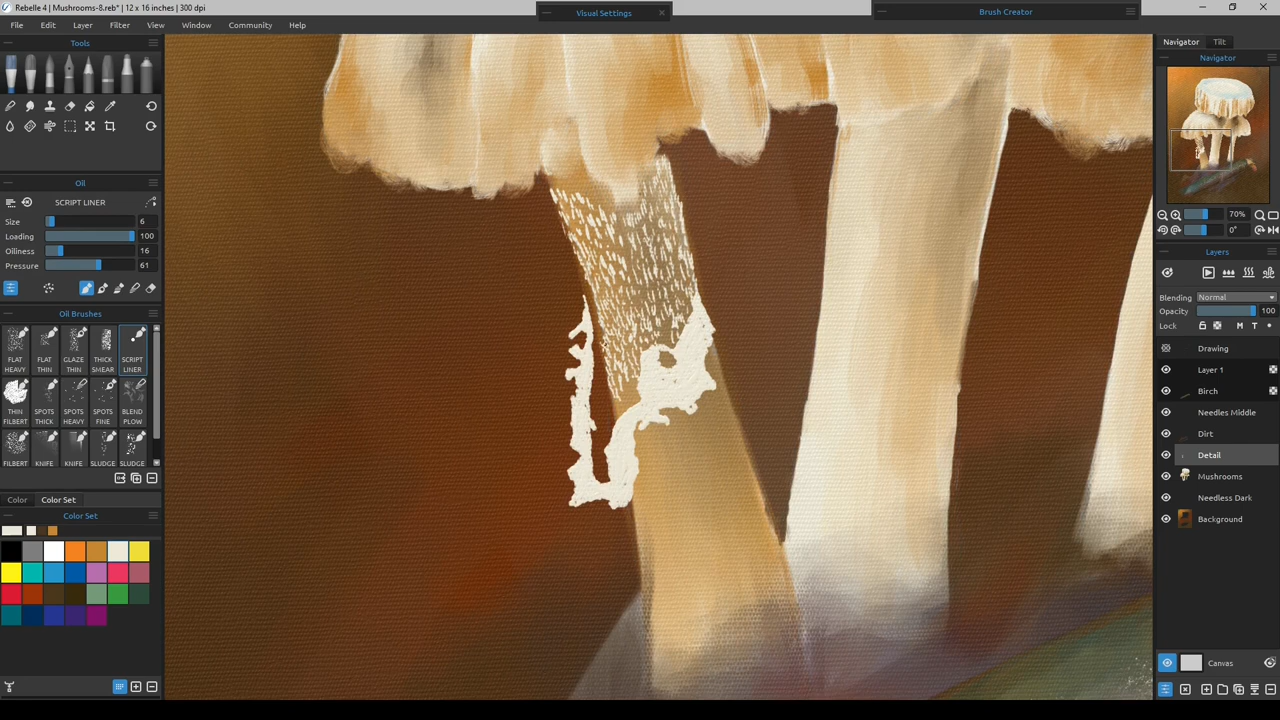 Rebelle 4 | Mushrooms-8.reb* | 12 x 16 inches | 300 dpi
Visual Settings
Brush Creator
File Edit Layer Filter View Window Community Help
Tools
Oil
SCRIPT LINER
Size 6
Loading 100
Oiliness 16
Pressure 61
Oil Brushes
FLAT HEAVY
FLAT THIN
GLAZE THIN
THICK SMEAR
SCRIPT LINER
THIN FILBERT
SPOTS THICK
SPOTS HEAVY
SPOTS FINE
BLEND PLOW
FILBERT KNIFE KNIFE SLUDGE SLUDGE
Color Color Set
Color Set
Navigator Tilt
Navigator
70%
0°
Layers
Blending Normal
Opacity 100
Lock M T
Drawing
Layer 1
Birch
Needles Middle
Dirt
Detail
Mushrooms
Needless Dark
Background
Canvas